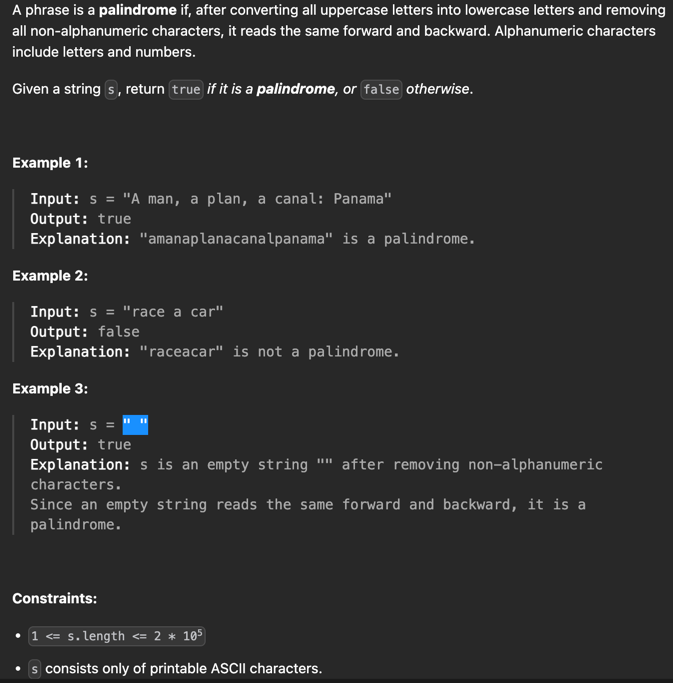 A phrase is a palindrome if, after converting all uppercase letters into lowercase letters and removing
all non-alphanumeric characters, it reads the same forward and backward. Alphanumeric characters
include letters and numbers.
Given a string s, return true if it is a palindrome, or false otherwise.
Example 1:
Input: s = "A man, a plan, a canal: Panama"
Output: true
Explanation: "amanaplanacanalpanama" is a palindrome.
Example 2:
Input: s = "race a car"
Output: false
Explanation: "raceacar" is not a palindrome.
Example 3:
Input: s = " "
Output: true
Explanation: s is an empty string "" after removing non-alphanumeric
characters.
Since an empty string reads the same forward and backward, it is a
palindrome.
Constraints:
• 1 <= s.length <= 2 * 10⁵
• s consists only of printable ASCII characters.